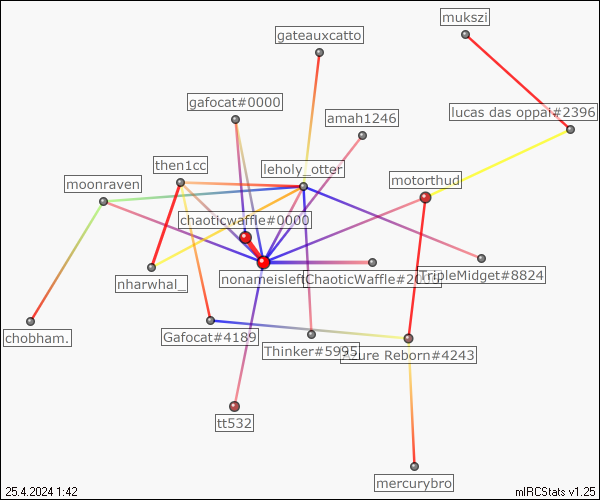 mukszi
gateauxcatto
gafocat#0000
lucas das oppai#2396
amah1246
then1cc
leholy_otter
moonraven
motorthud
chaoticwaffle#0000
nonameisleft
ChaoticWaffle#20
TripleMidget#8824
nharwhal_
chobham.
Gafocat#4189
Thinker#5995
Azure Reborn#4243
tt532
mercurybro
25.4.2024 1:42
mIRCStats v1.25